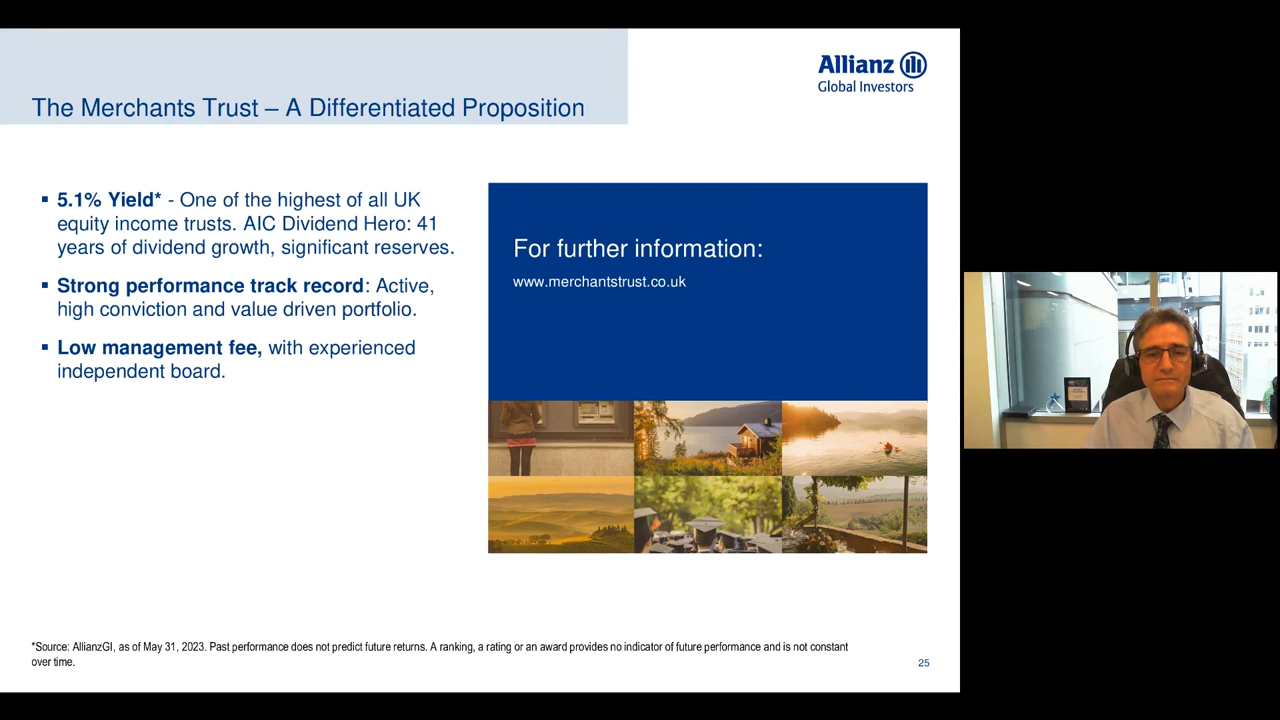 Allianz
Global Investors
The Merchants Trust – A Differentiated Proposition
▪ 5.1% Yield* - One of the highest of all UK
equity income trusts. AIC Dividend Hero: 41
years of dividend growth, significant reserves.
▪ Strong performance track record: Active,
high conviction and value driven portfolio.
▪ Low management fee, with experienced
independent board.
For further information:
www.merchantstrust.co.uk
*Source: AllianzGI, as of May 31, 2023. Past performance does not predict future returns. A ranking, a rating or an award provides no indicator of future performance and is not constant
over time.
25